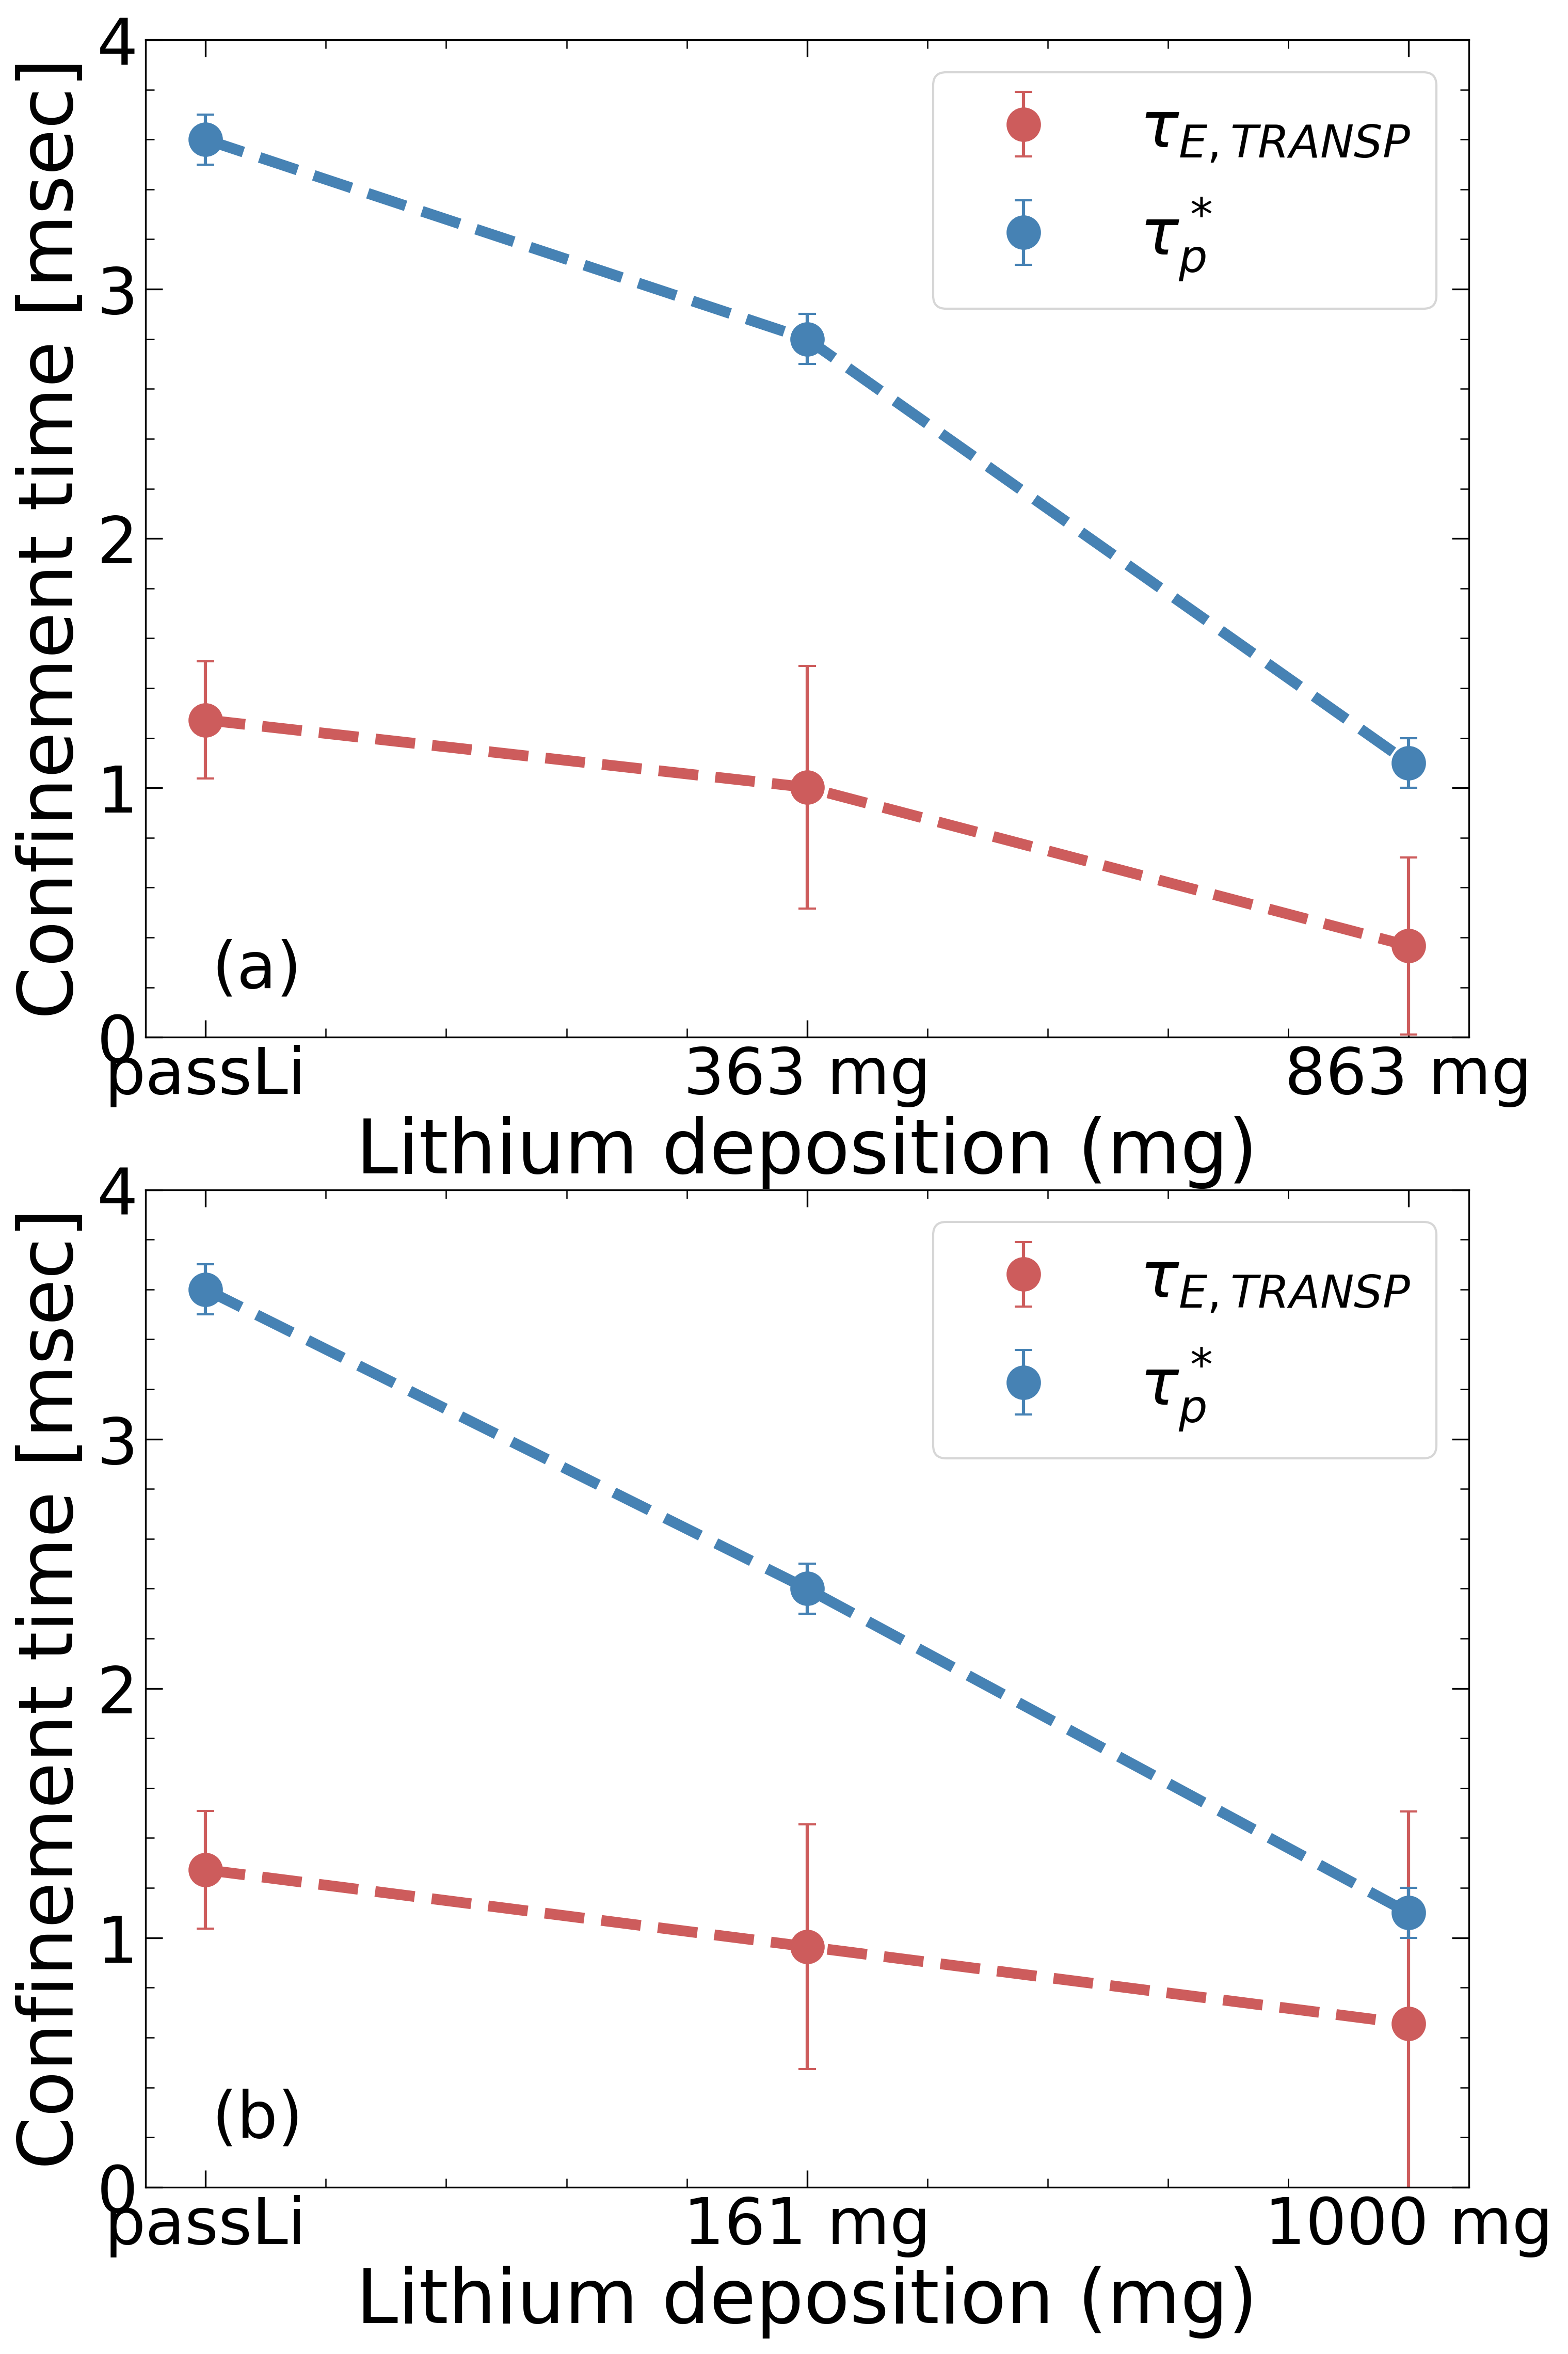 Confinement time [msec]
4
3
2
1
0
τE, TRANSP
τp*
(a)
passLi 363 mg 863 mg
Lithium deposition (mg)
Confinement time [msec]
4
3
2
1
0
τE, TRANSP
τp*
(b)
passLi 161 mg 1000 mg
Lithium deposition (mg)